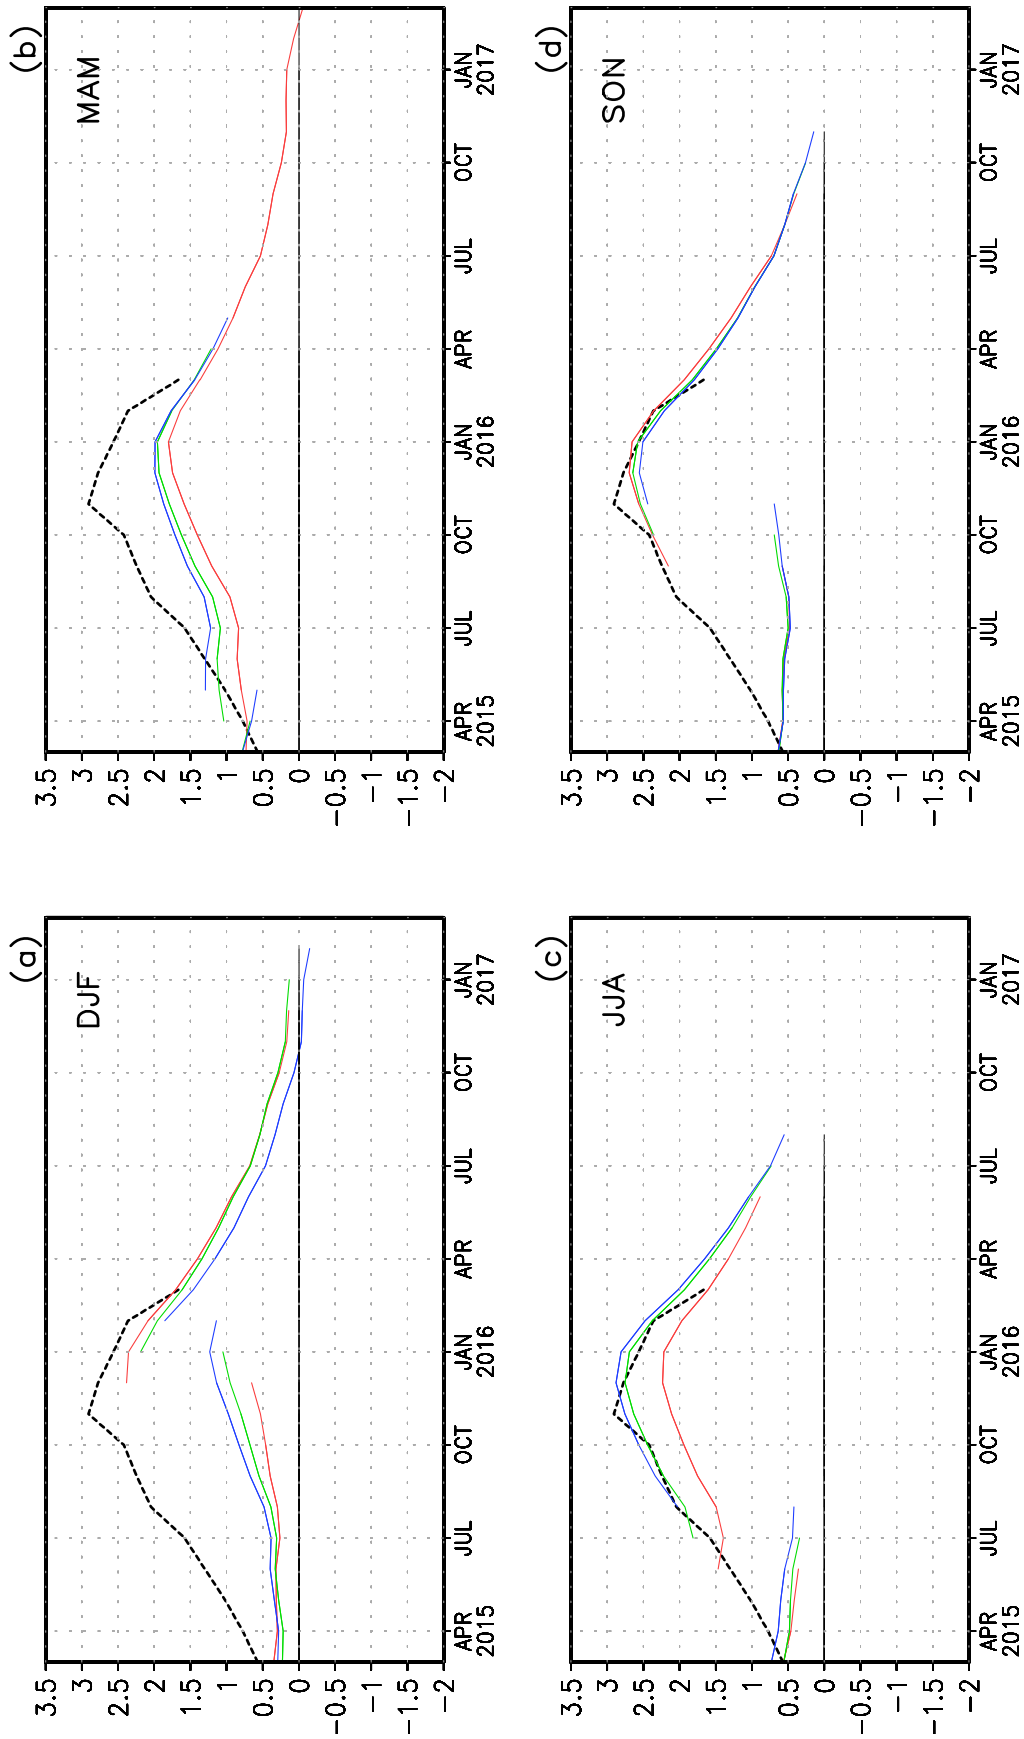 (a)
DJF
3.5
3
2.5
2
1.5
1
0.5
0
−0.5
−1
−1.5
−2
APR
2015
JUL
OCT
JAN
2016
APR
JUL
OCT
JAN
2017
(b)
MAM
3.5
3
2.5
2
1.5
1
0.5
0
−0.5
−1
−1.5
−2
APR
2015
JUL
OCT
JAN
2016
APR
JUL
OCT
JAN
2017
(c)
JJA
3.5
3
2.5
2
1.5
1
0.5
0
−0.5
−1
−1.5
−2
APR
2015
JUL
OCT
JAN
2016
APR
JUL
OCT
JAN
2017
(d)
SON
3.5
3
2.5
2
1.5
1
0.5
0
−0.5
−1
−1.5
−2
APR
2015
JUL
OCT
JAN
2016
APR
JUL
OCT
JAN
2017